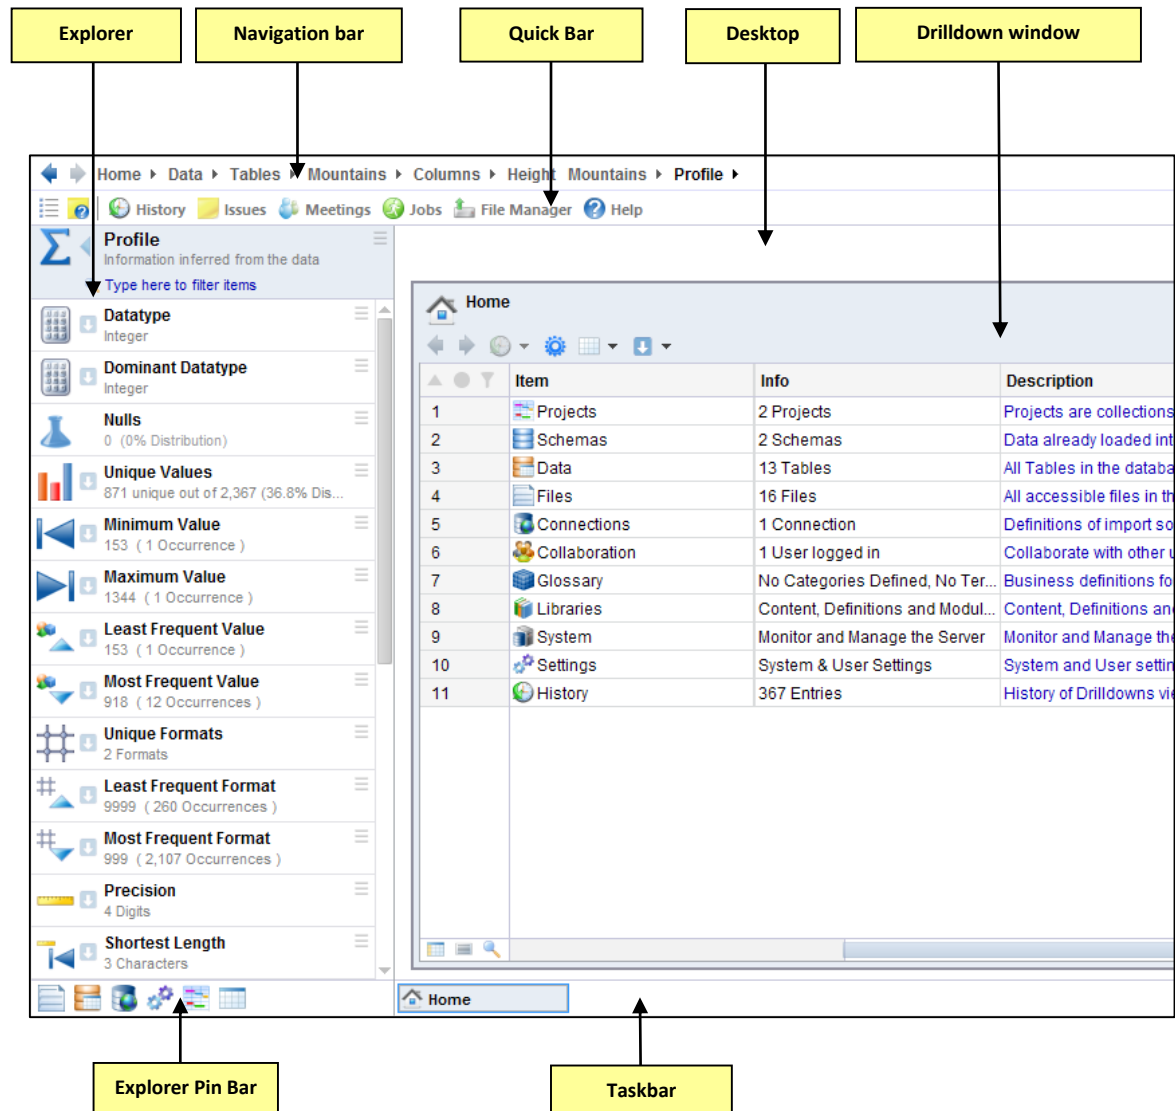 Explorer
Navigation bar
Quick Bar
Desktop
Drilldown window
Home Data Tables Mountains Columns Height Mountains Profile
History Issues Meetings Jobs File Manager Help
Profile
Information inferred from the data
Type here to filter items
Datatype
Integer
Dominant Datatype
Integer
Nulls
0 (0% Distribution)
Unique Values
871 unique out of 2,367 (36.8% Dis...
Minimum Value
153 ( 1 Occurrence )
Maximum Value
1344 ( 1 Occurrence )
Least Frequent Value
153 ( 1 Occurrence )
Most Frequent Value
918 ( 12 Occurrences )
Unique Formats
2 Formats
Least Frequent Format
9999 ( 260 Occurrences )
Most Frequent Format
999 ( 2,107 Occurrences )
Precision
4 Digits
Shortest Length
3 Characters
Home
Item Info Description
1 Projects 2 Projects Projects are collections
2 Schemas 2 Schemas Data already loaded int
3 Data 13 Tables All Tables in the databa
4 Files 16 Files All accessible files in th
5 Connections 1 Connection Definitions of import so
6 Collaboration 1 User logged in Collaborate with other u
7 Glossary No Categories Defined, No Ter... Business definitions fo
8 Libraries Content, Definitions and Modul... Content, Definitions and
9 System Monitor and Manage the Server Monitor and Manage the
10 Settings System & User Settings System and User settin
11 History 367 Entries History of Drilldowns vie
Home
Explorer Pin Bar
Taskbar